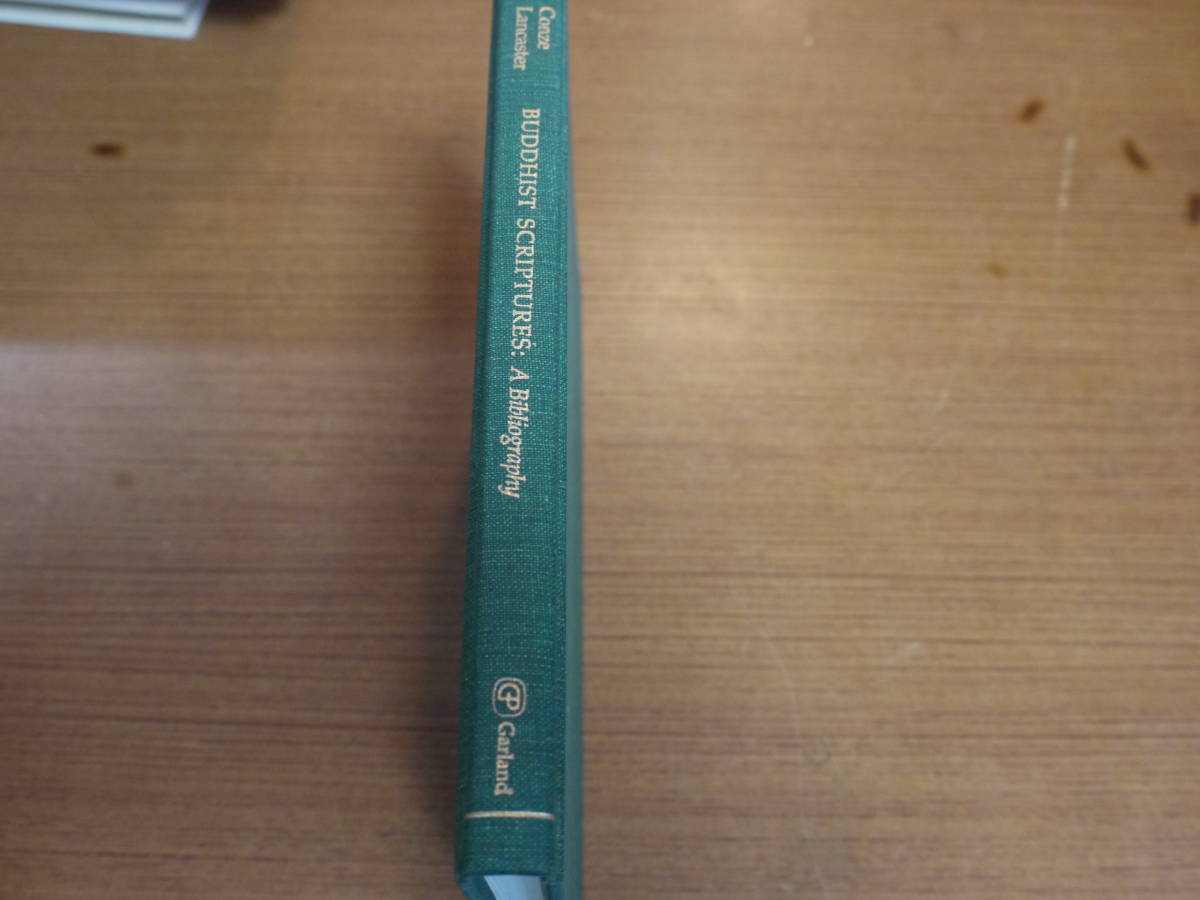 Conze
Lancaster
BUDDHIST SCRIPTURES: A Bibliography
GP Garland